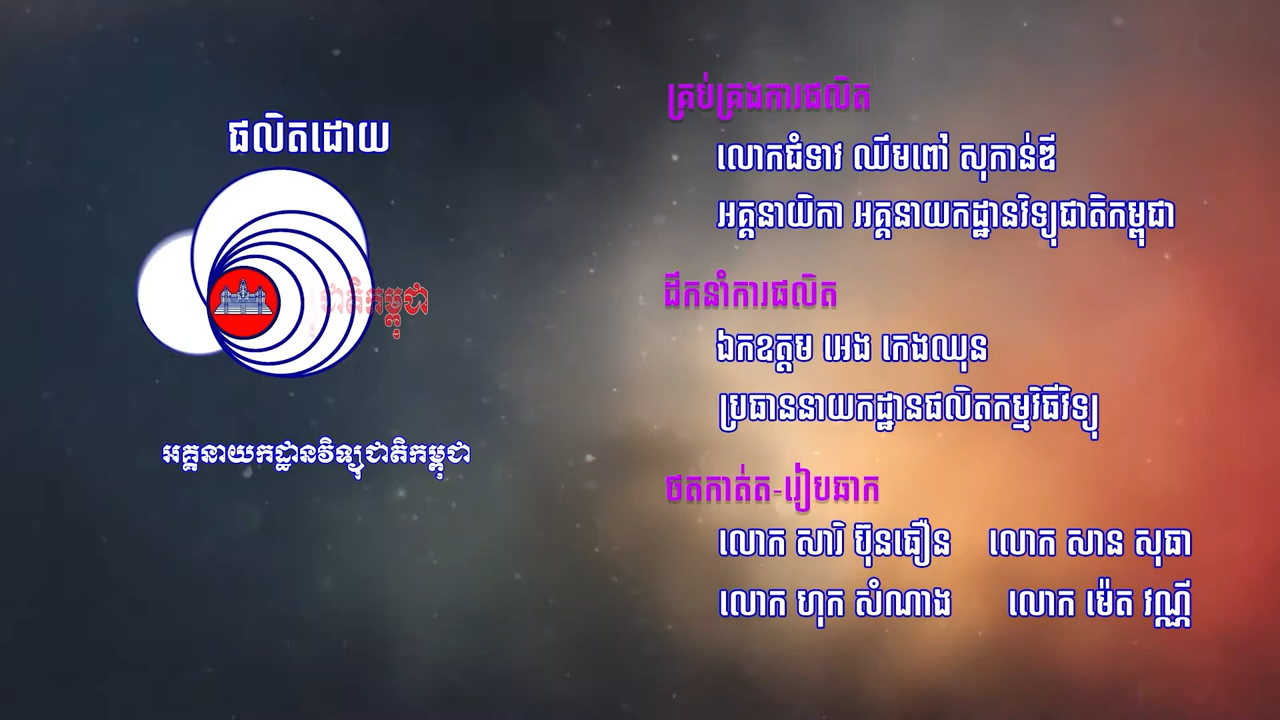 ផលិតដោយ
ជាតិកម្ពុជា
អគ្គនាយកដ្ឋានវិទ្យុជាតិកម្ពុជា
គ្រប់គ្រងការផលិត
លោកជំទាវ ឈឹមពៅ សុកាន់ឌី
អគ្គនាយិកា អគ្គនាយកដ្ឋានវិទ្យុជាតិកម្ពុជា
ដឹកនាំការផលិត
ឯកឧត្តម អេង កេងឈុន
ប្រធាននាយកដ្ឋានផលិតកម្មវិធីវិទ្យុ
ថតកាត់ត-រៀបឆាក
លោក សារិ ប៊ុនធឿន លោក សាន សុធា
លោក ហុក សំណាង លោក ម៉េត វណ្ណី